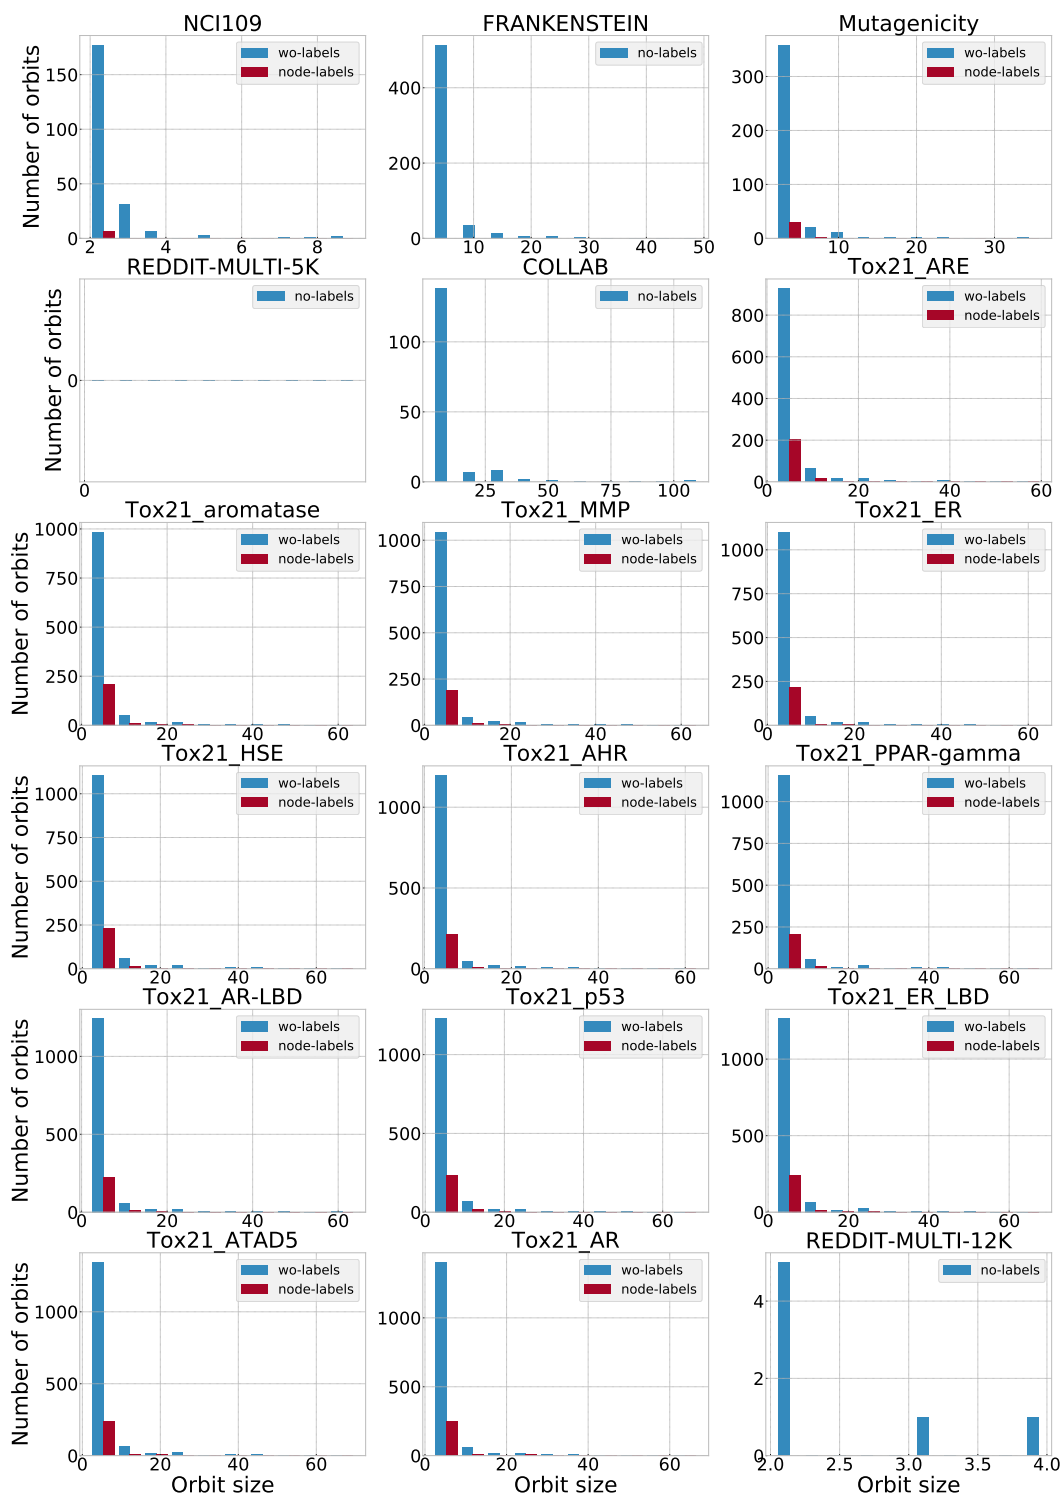 NCI109
Number of orbits
150
100
50
0
2
4
6
8
wo-labels
node-labels
FRANKENSTEIN
400
200
0
10
20
30
40
50
no-labels
Mutagenicity
300
200
100
0
10
20
30
wo-labels
node-labels
REDDIT-MULTI-5K
Number of orbits
0
0
no-labels
COLLAB
100
50
0
25
50
75
100
no-labels
Tox21_ARE
800
600
400
200
0
0
20
40
60
wo-labels
node-labels
Tox21_aromatase
Number of orbits
1000
750
500
250
0
0
20
40
60
wo-labels
node-labels
Tox21_MMP
1000
750
500
250
0
0
20
40
60
wo-labels
node-labels
Tox21_ER
1000
750
500
250
0
0
20
40
60
wo-labels
node-labels
Tox21_HSE
Number of orbits
1000
750
500
250
0
0
20
40
60
wo-labels
node-labels
Tox21_AHR
1000
500
0
0
20
40
60
wo-labels
node-labels
Tox21_PPAR-gamma
1000
750
500
250
0
0
20
40
60
wo-labels
node-labels
Tox21_AR-LBD
Number of orbits
1000
500
0
0
20
40
60
wo-labels
node-labels
Tox21_p53
1000
500
0
0
20
40
60
wo-labels
node-labels
Tox21_ER_LBD
1000
500
0
0
20
40
60
wo-labels
node-labels
Tox21_ATAD5
Number of orbits
1000
500
0
0
20
40
60
Orbit size
wo-labels
node-labels
Tox21_AR
1000
500
0
0
20
40
60
Orbit size
wo-labels
node-labels
REDDIT-MULTI-12K
4
2
0
2.0
2.5
3.0
3.5
4.0
Orbit size
no-labels